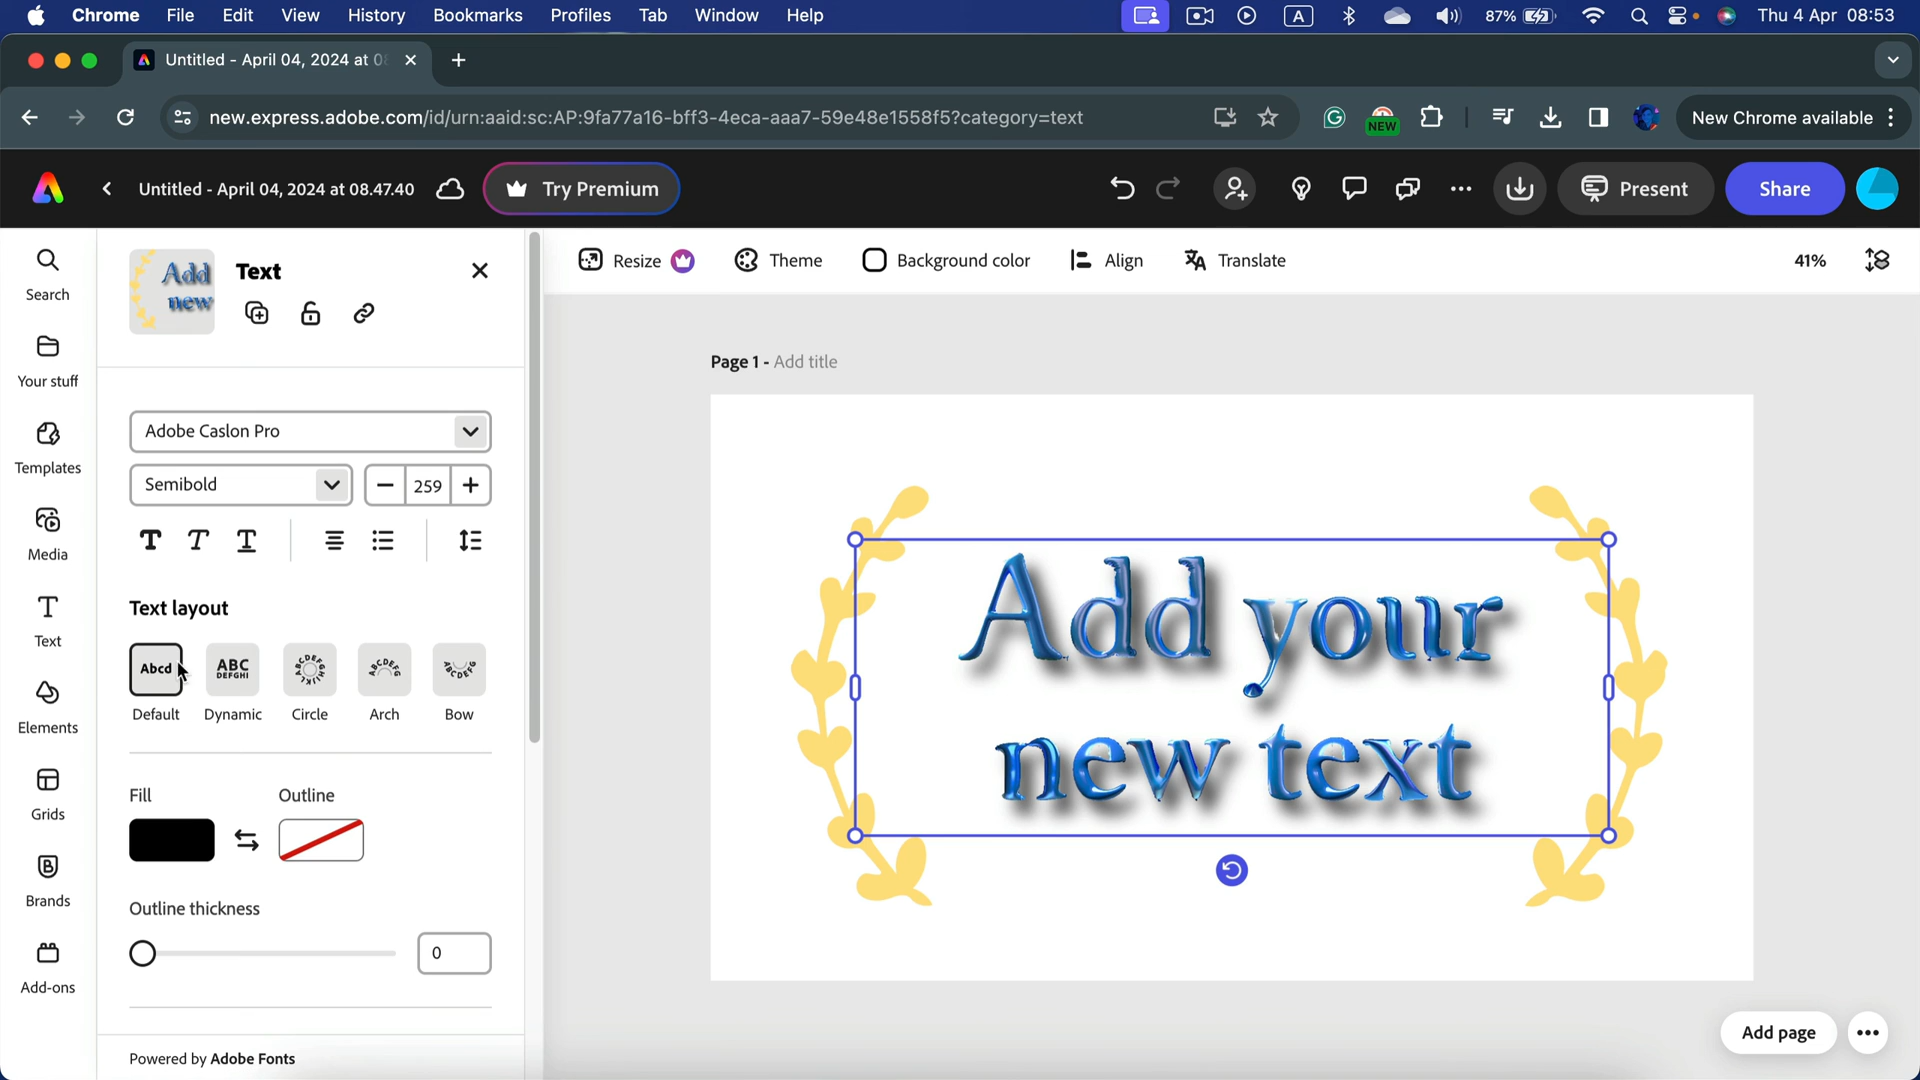 Chrome File Edit View History Bookmarks Profiles Tab Window Help A 87% Thu 4 Apr 08:53
Untitled - April 04, 2024 at 08
new.express.adobe.com/id/urn:aaid:sc:AP:9fa77a16-bff3-4eca-aaa7-59e48e1558f5?category=text NEW New Chrome available
Untitled - April 04, 2024 at 08.47.40 Try Premium Present Share
Search
Your stuff
Templates
Media
Text
Elements
Grids
Brands
Add-ons
Add
new
Text
Adobe Caslon Pro
Semibold 259
T T T
Text layout
Abcd ABC DEFGHI ABCDEFGHIJKL ABCDEFG ABCDEFG
Default Dynamic Circle Arch Bow
Fill Outline
Outline thickness
0
Powered by Adobe Fonts
Resize Theme Background color Align Translate 41%
Page 1 - Add title
Add your
new text
Add page